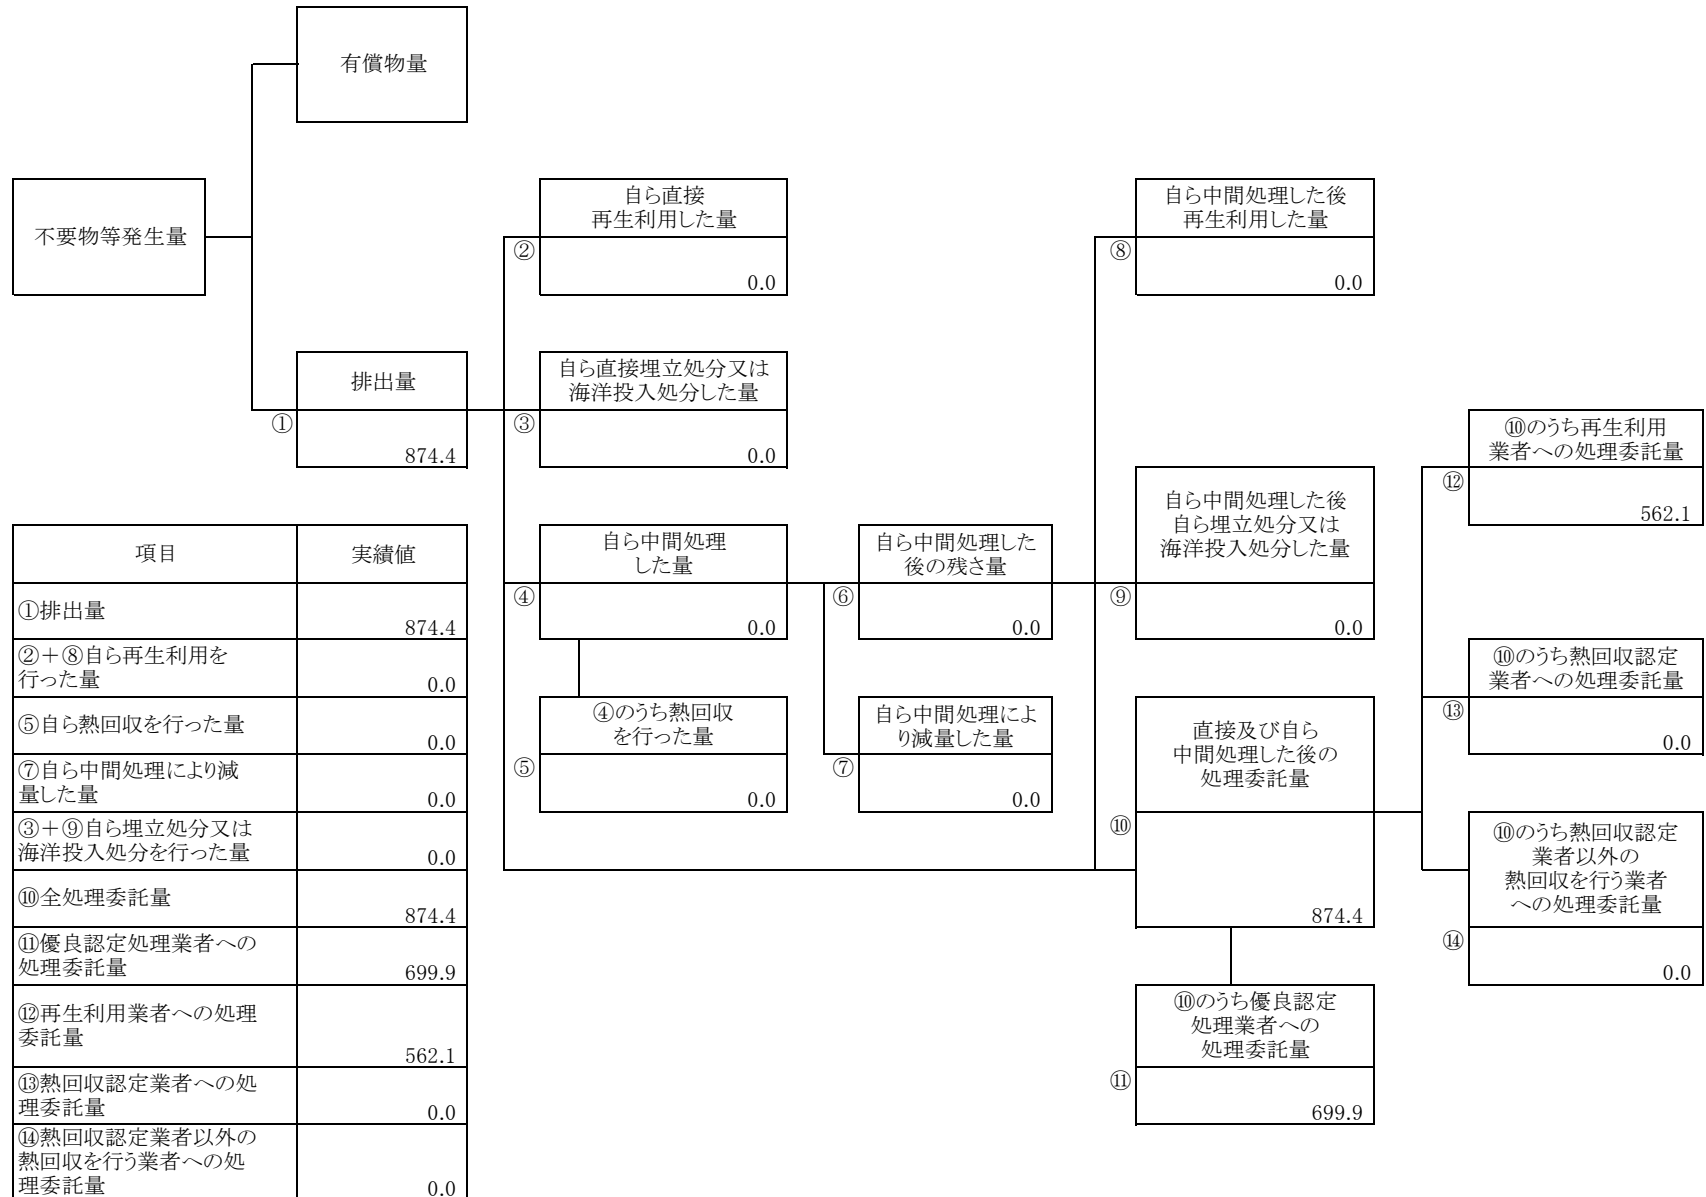 有償物量
不要物等発生量
排出量
①
874.4
自ら直接
再生利用した量
②
0.0
自ら直接埋立処分又は
海洋投入処分した量
③
0.0
自ら中間処理
した量
④
0.0
④のうち熱回収
を行った量
⑤
0.0
自ら中間処理した
後の残さ量
⑥
0.0
自ら中間処理によ
り減量した量
⑦
0.0
自ら中間処理した後
再生利用した量
⑧
0.0
自ら中間処理した後
自ら埋立処分又は
海洋投入処分した量
⑨
0.0
直接及び自ら
中間処理した後の
処理委託量
⑩
874.4
⑩のうち優良認定
処理業者への
処理委託量
⑪
699.9
⑩のうち再生利用
業者への処理委託量
⑫
562.1
⑩のうち熱回収認定
業者への処理委託量
⑬
0.0
⑩のうち熱回収認定
業者以外の
熱回収を行う業者
への処理委託量
⑭
0.0
項目 実績値
①排出量
874.4
②＋⑧自ら再生利用を
行った量
0.0
⑤自ら熱回収を行った量
0.0
⑦自ら中間処理により減
量した量
0.0
③＋⑨自ら埋立処分又は
海洋投入処分を行った量
0.0
⑩全処理委託量
874.4
⑪優良認定処理業者への
処理委託量
699.9
⑫再生利用業者への処理
委託量
562.1
⑬熱回収認定業者への処
理委託量
0.0
⑭熱回収認定業者以外の
熱回収を行う業者への処
理委託量
0.0